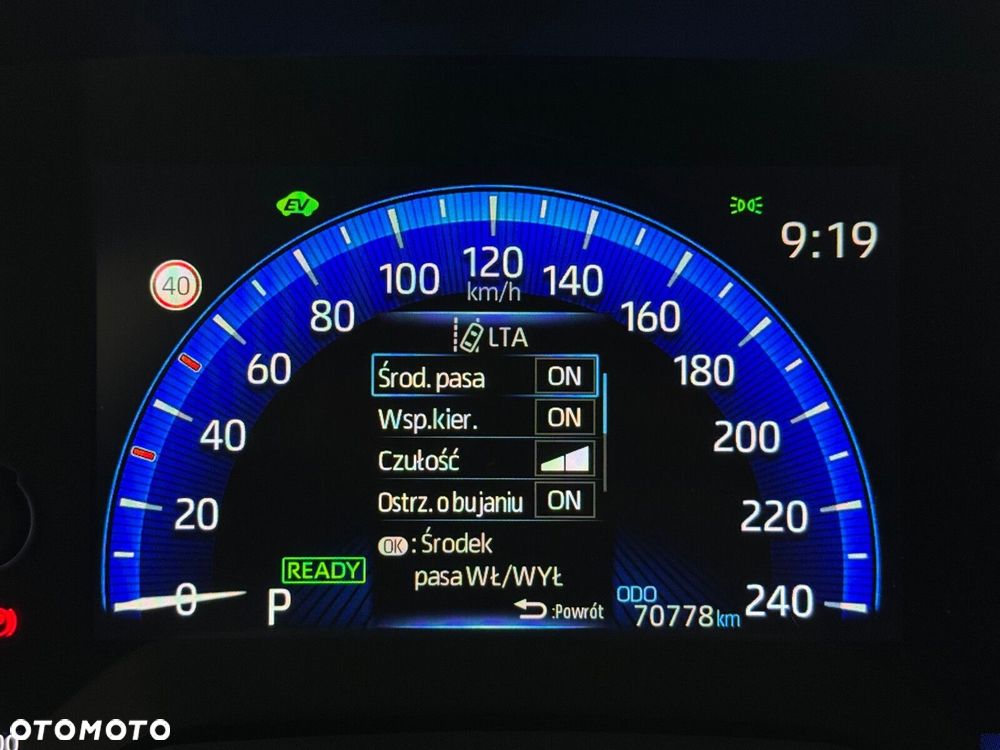 EV
9:19
40
0
20
40
60
80
100
120
km/h
140
160
180
200
220
240
LTA
Środ. pasa ON
Wsp.kier. ON
Czułość
Ostrz. o bujaniu ON
OK : Środek
pasa WŁ/WYŁ
:Powrót
READY
P
ODO
70778 km
OTOMOTO